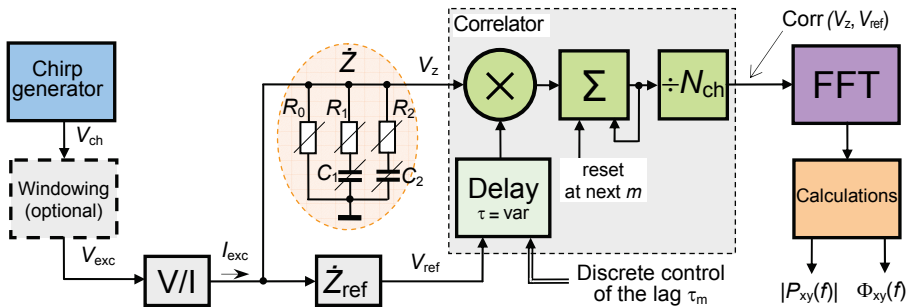 Chirp
generator
V_ch
Windowing
(optional)
V_exc
V/I
I_exc
Ż
R_0
R_1
R_2
C_1
C_2
Ż_ref
V_z
V_ref
Correlator
×
Σ
÷N_ch
reset
at next m
Delay
τ = var
Discrete control
of the lag τ_m
Corr (V_z, V_ref)
FFT
Calculations
|P_xy(f)|
Φ_xy(f)